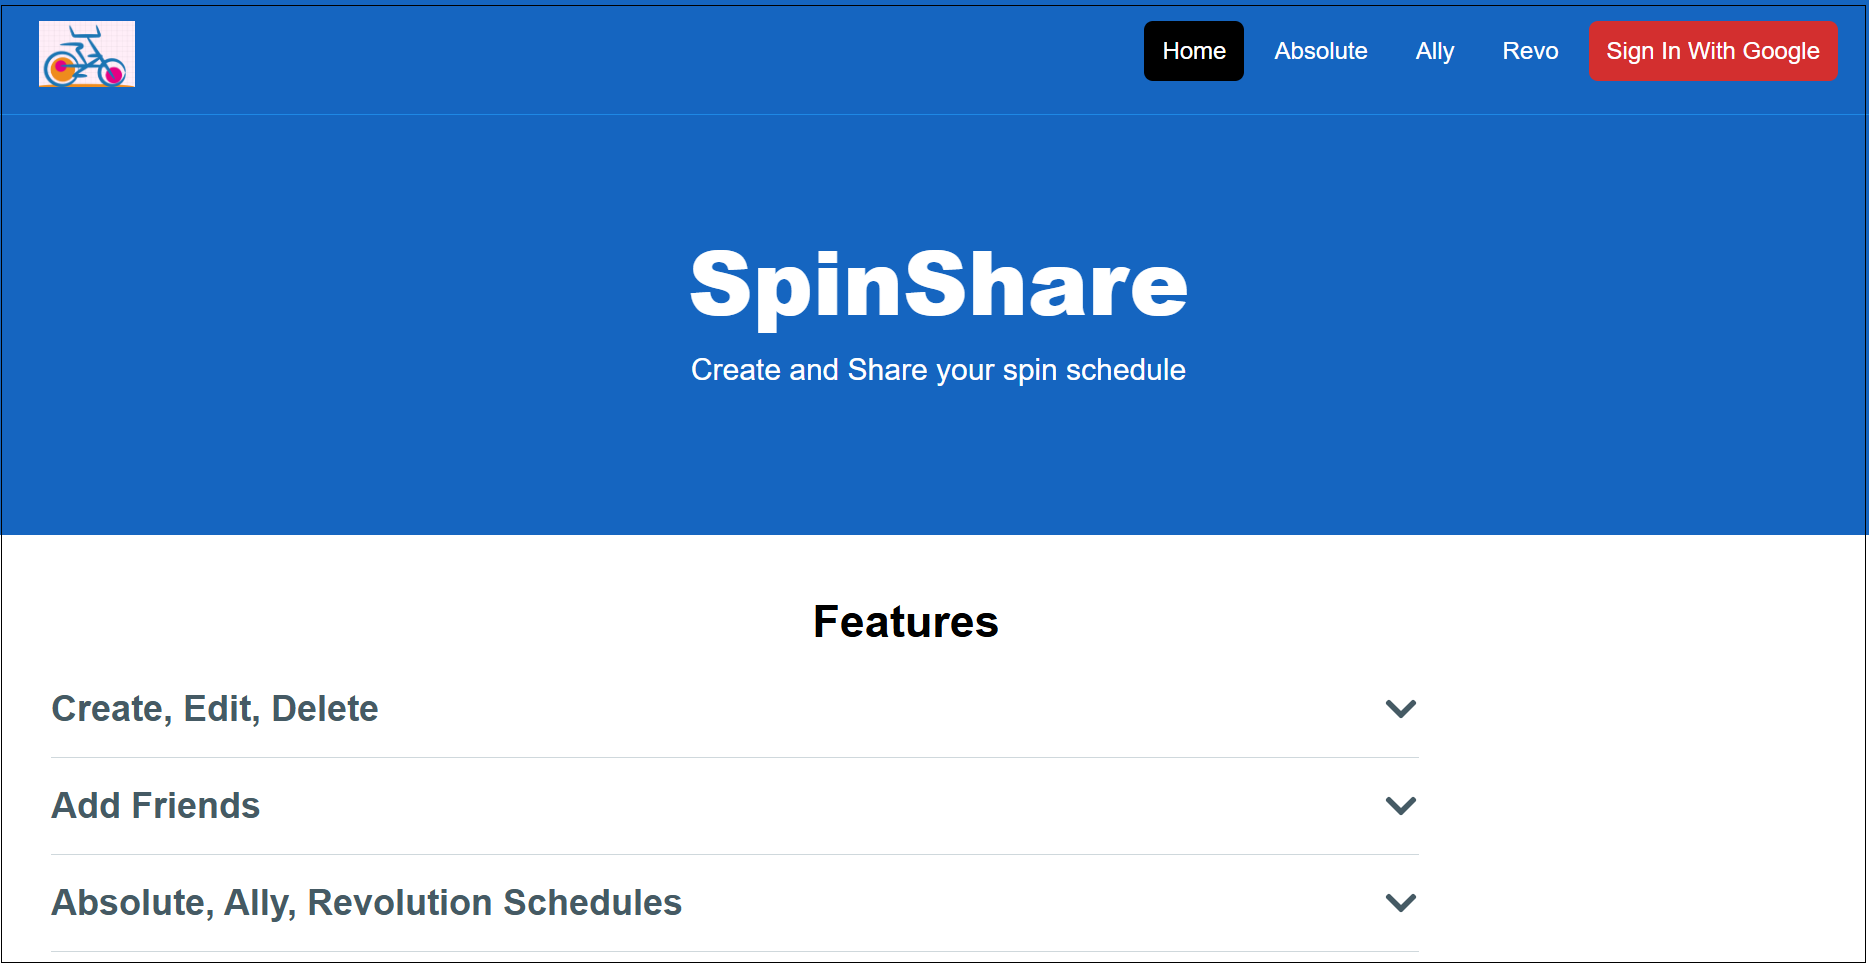 Home Absolute Ally Revo Sign In With Google
SpinShare
Create and Share your spin schedule
Features
Create, Edit, Delete
Add Friends
Absolute, Ally, Revolution Schedules